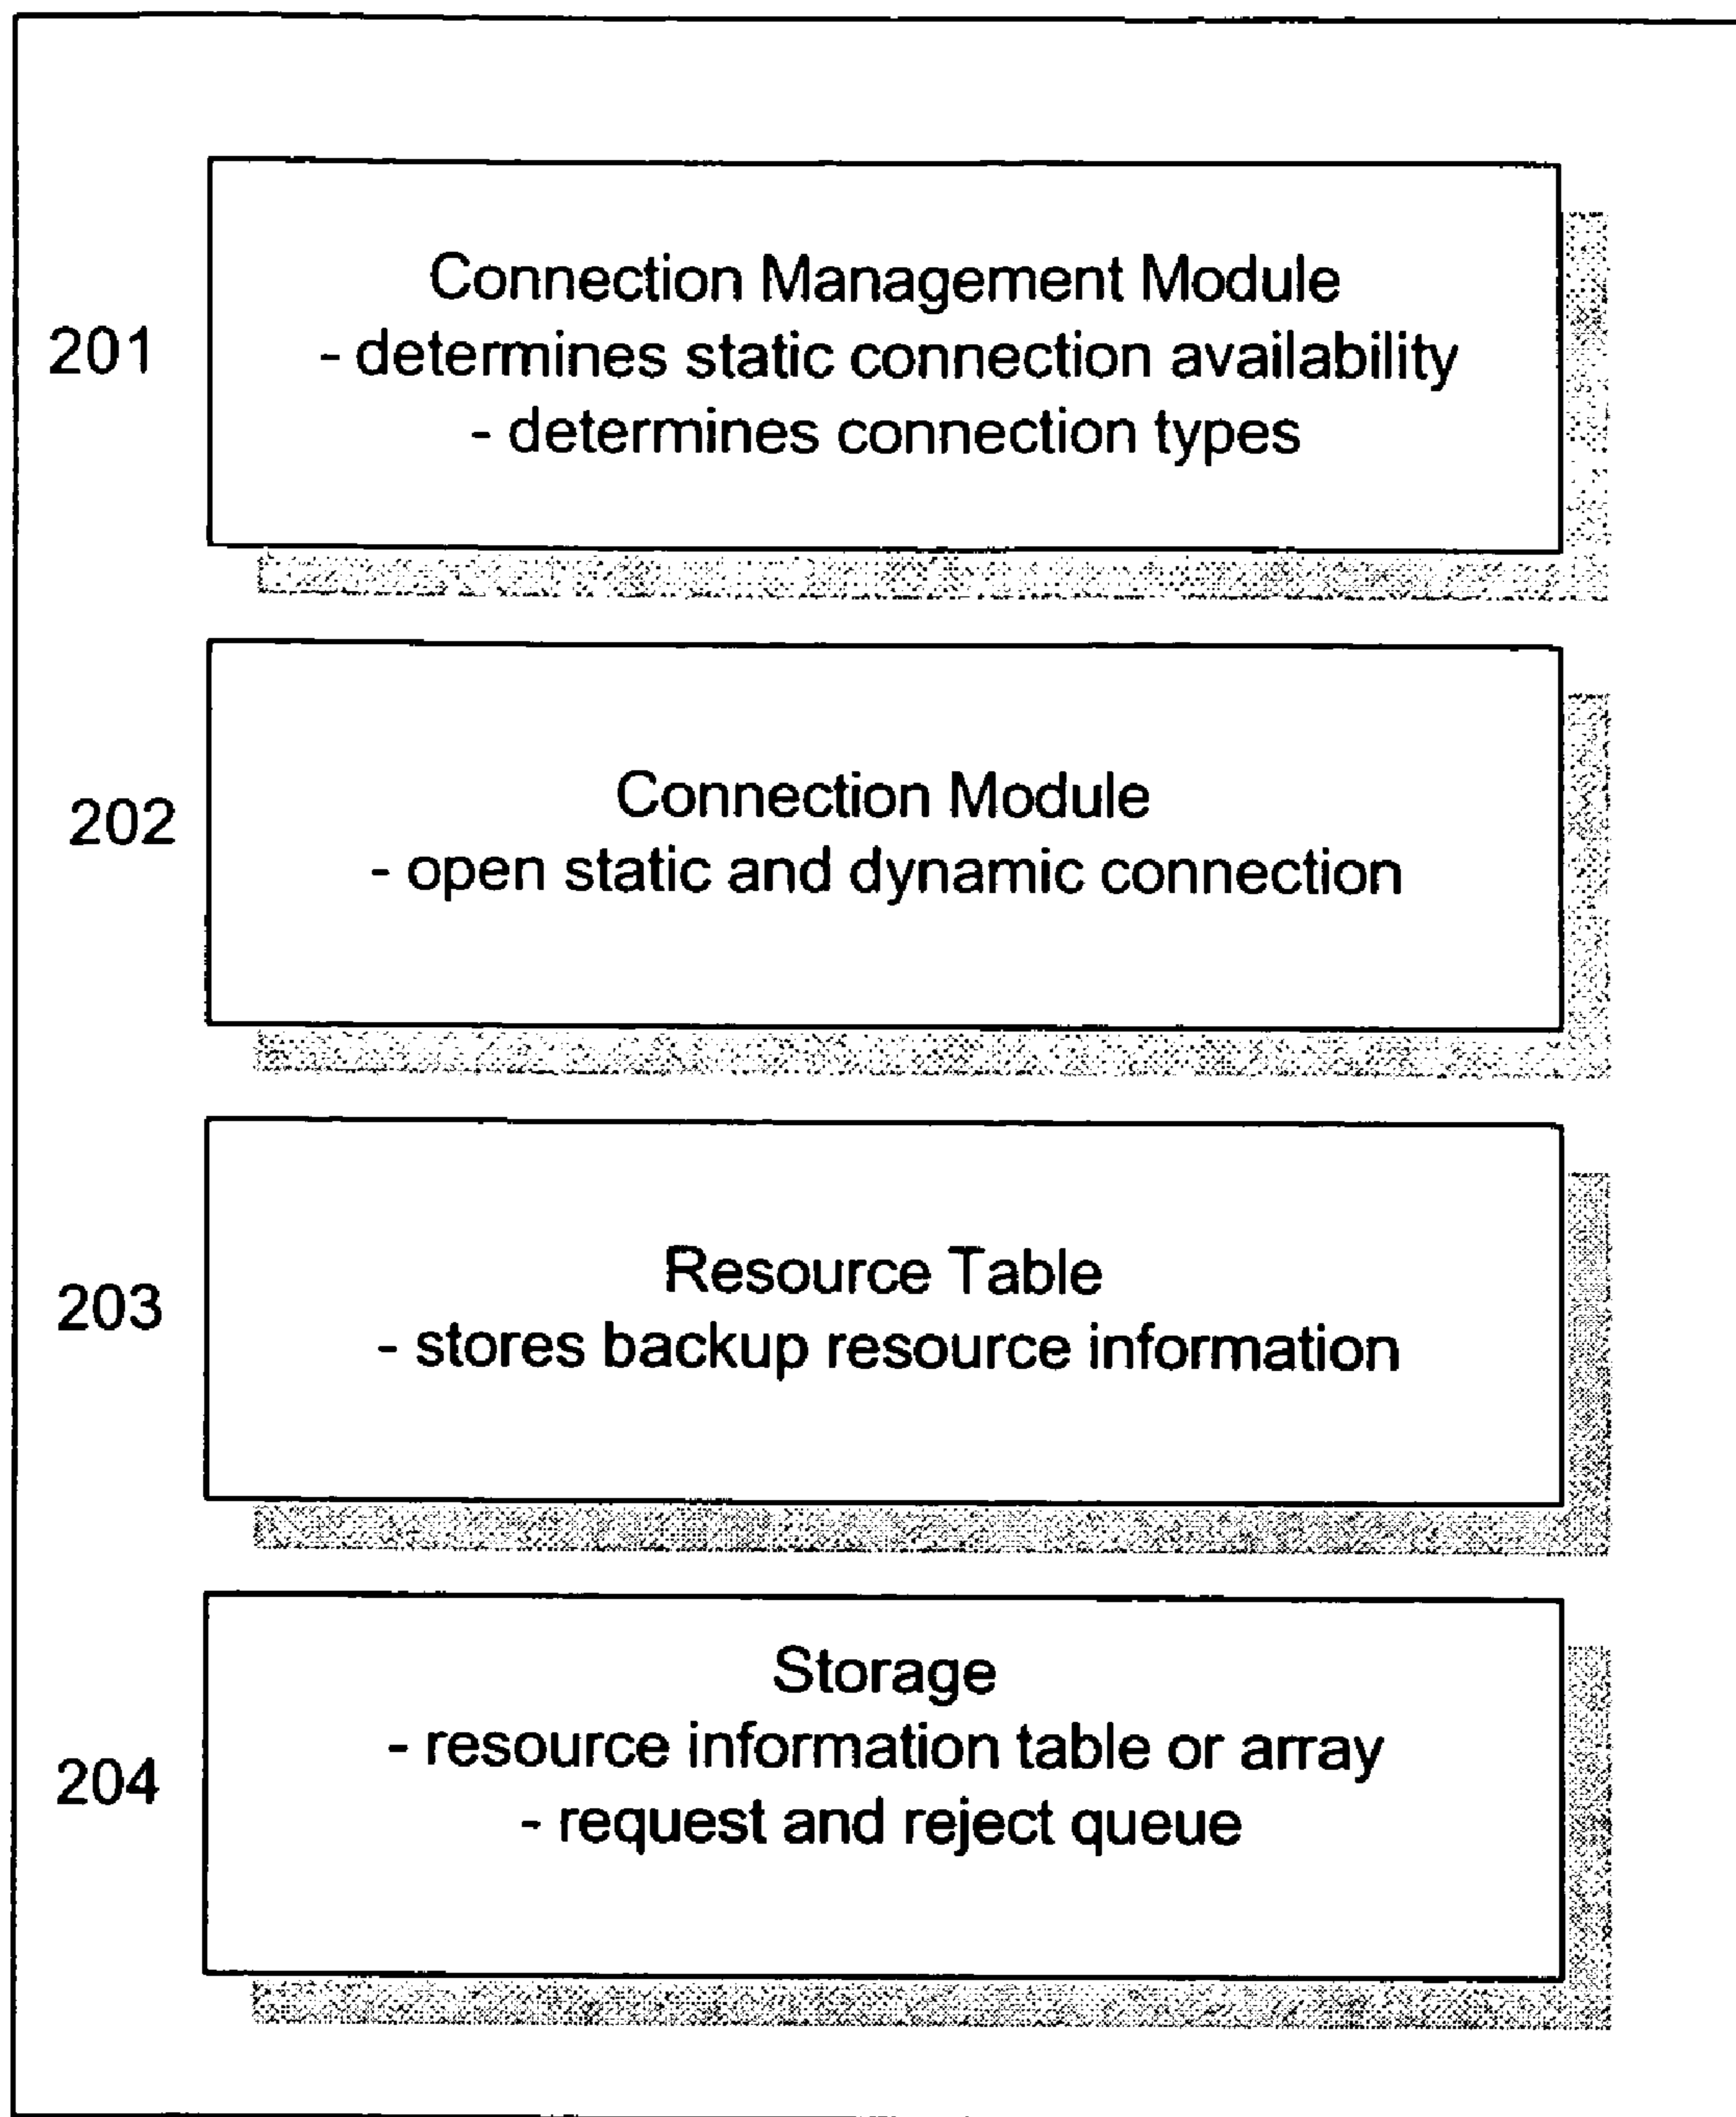 201
Connection Management Module
- determines static connection availability
- determines connection types
202
Connection Module
- open static and dynamic connection
203
Resource Table
- stores backup resource information
204
Storage
- resource information table or array
- request and reject queue